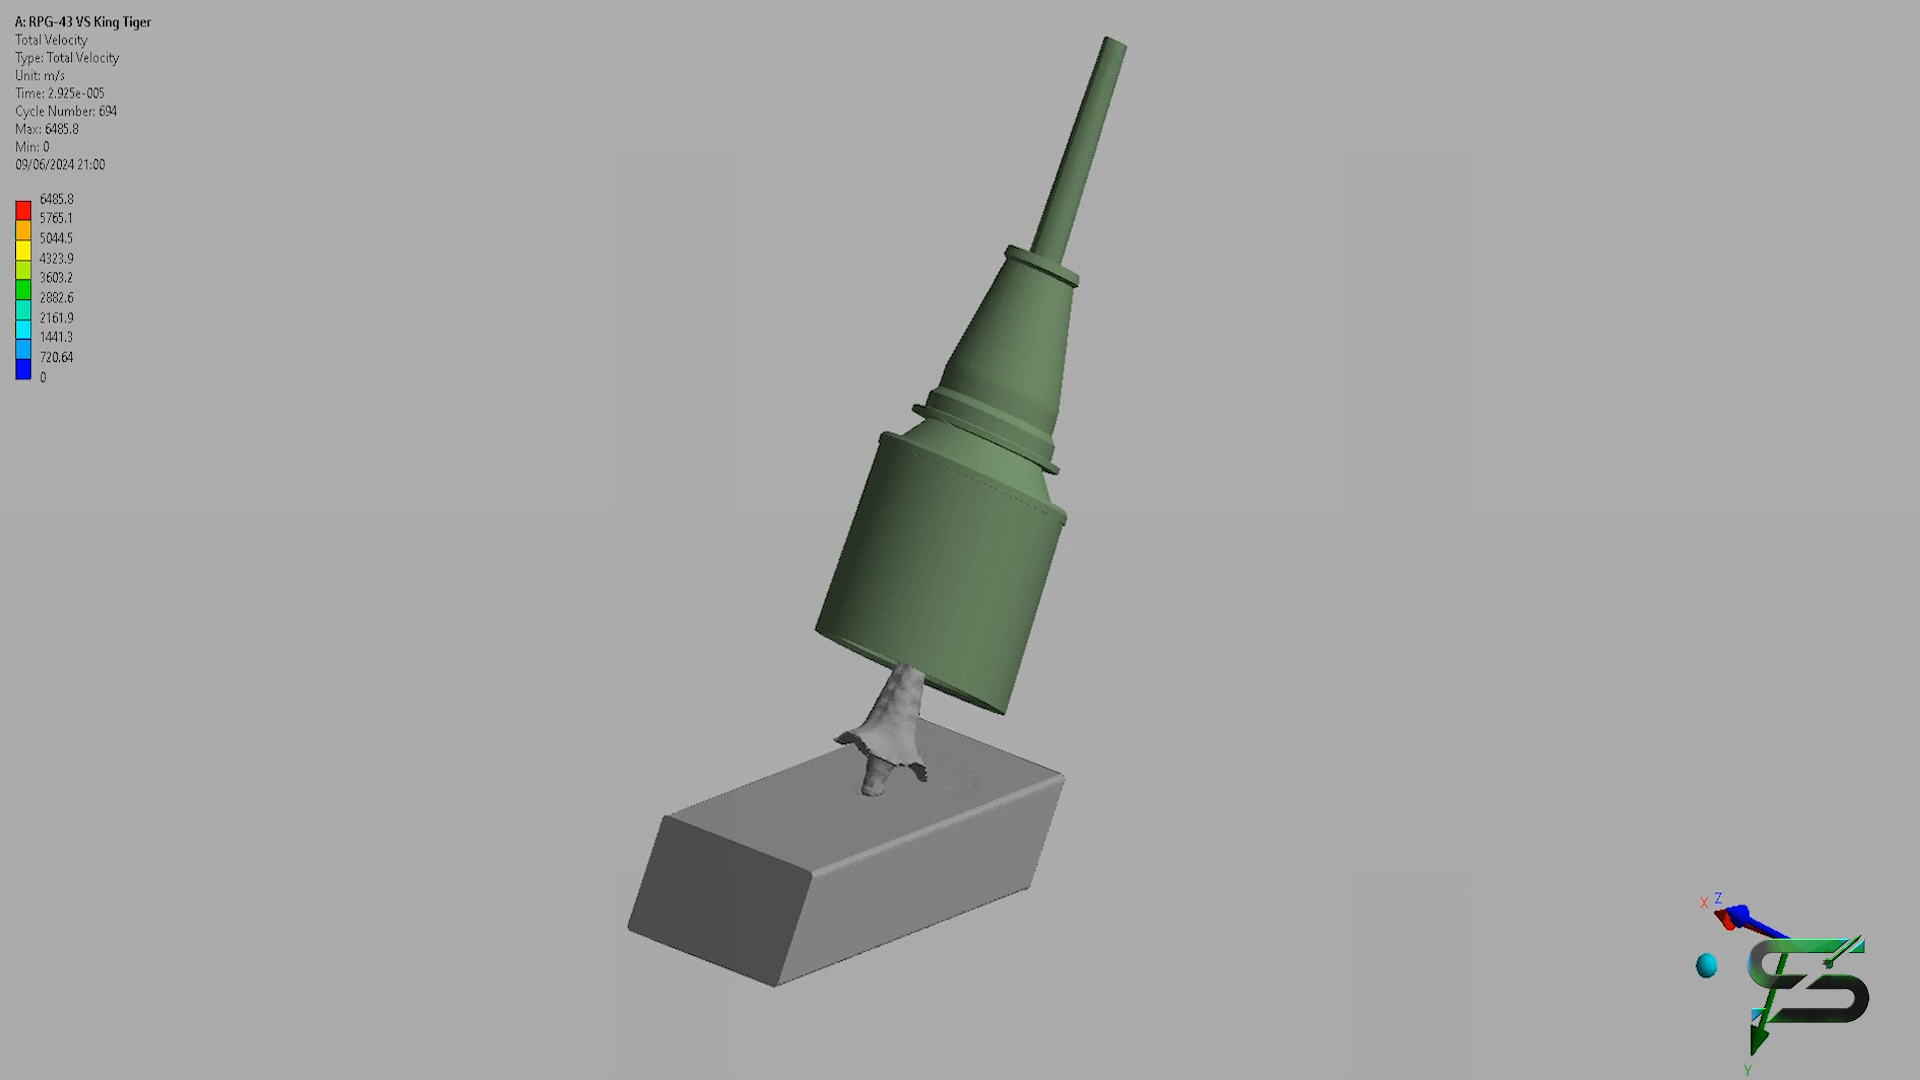 A: RPG-43 VS King Tiger
Total Velocity
Type: Total Velocity
Unit: m/s
Time: 2.925e-005
Cycle Number: 694
Max: 6485.8
Min: 0
09/06/2024 21:00
6485.8
5765.1
5044.5
4323.9
3603.2
2882.6
2161.9
1441.3
720.64
0
X Z
Y